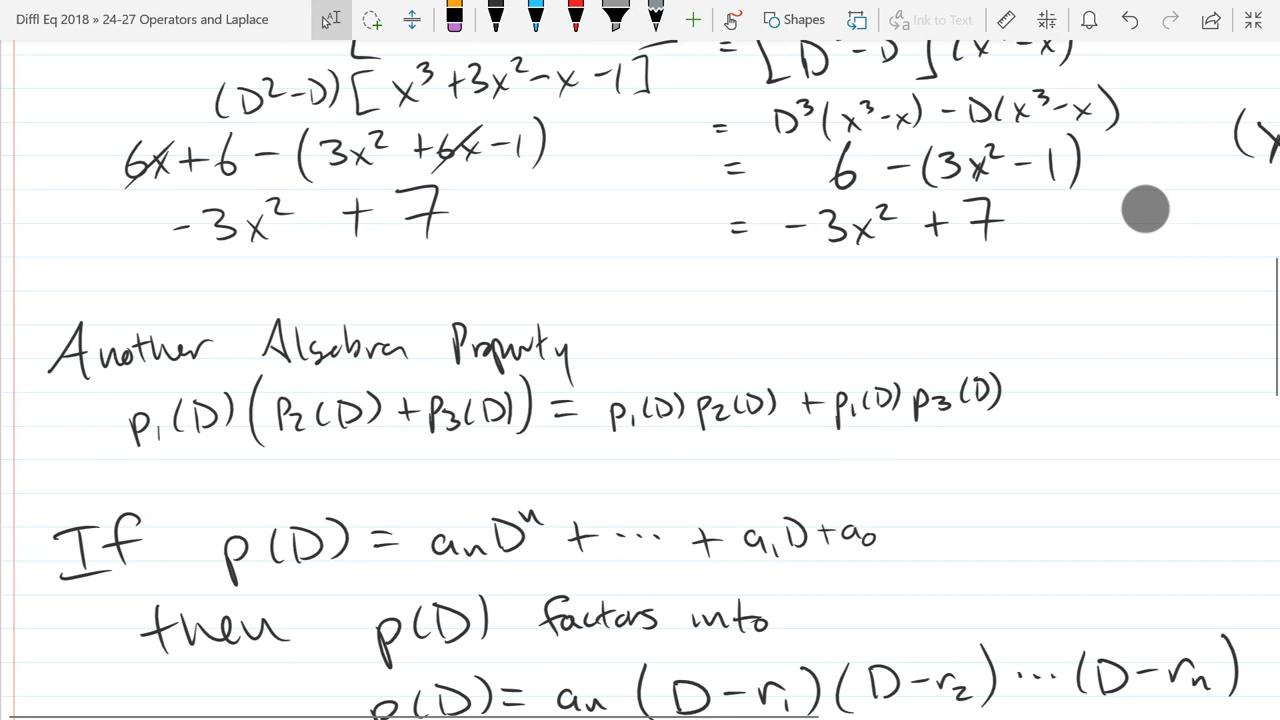 Diffl Eq 2018 » 24-27 Operators and Laplace
Shapes
Ink to Text
(D²-D)[x³+3x²-x-1]
6x+6-(3x²+6x-1)
-3x²+7
= D³(x³-x)-D(x³-x)
= 6-(3x²-1)
= -3x²+7
Another Algebra Property
p₁(D)(p₂(D)+p₃(D))= p₁(D)p₂(D)+p₁(D)p₃(D)
If p(D)= aₙDⁿ+···+a₁D+a₀
then p(D) factors into
p(D)= aₙ(D-r₁)(D-r₂)···(D-rₙ)